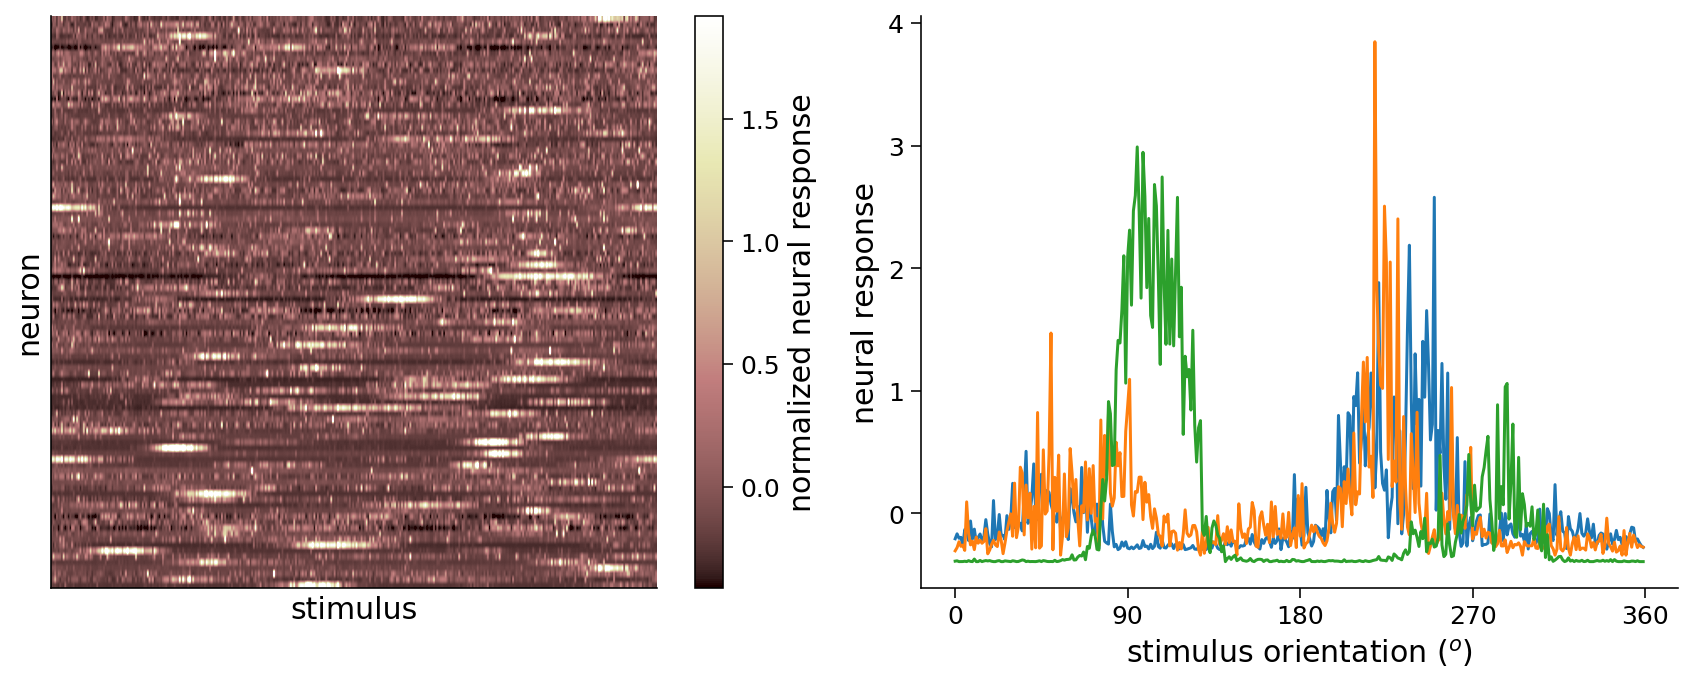 neuron
stimulus
1.5
1.0
0.5
0.0
normalized neural response
4
3
2
1
0
neural response
0 90 180 270 360
stimulus orientation (º)